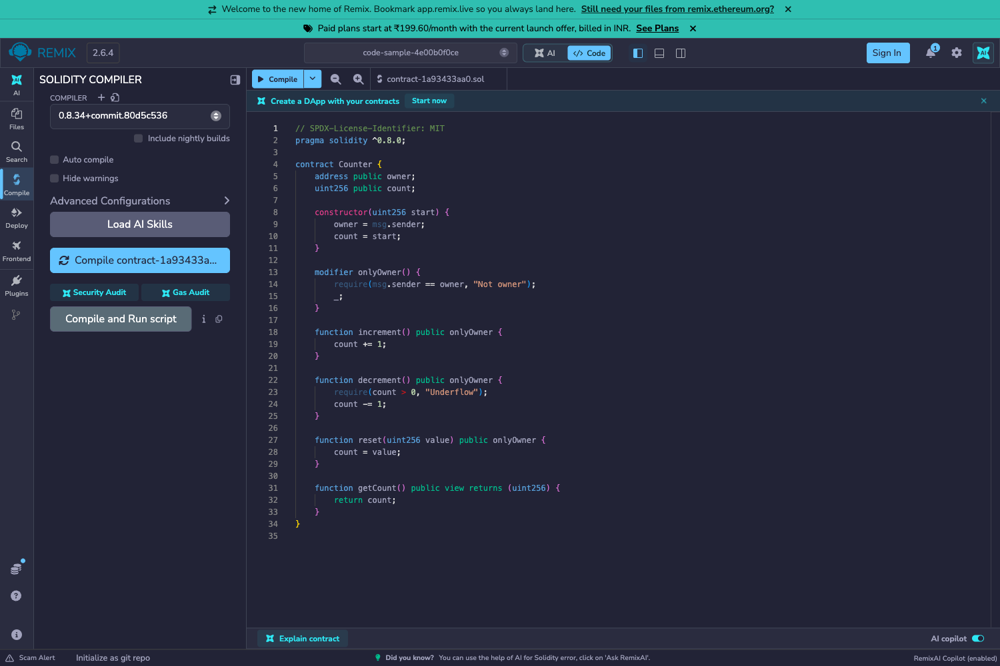 Welcome to the new home of Remix. Bookmark app.remix.live so you always land here. Still need your files from remix.ethereum.org?
Paid plans start at ₹199.60/month with the current launch offer, billed in INR. See Plans
REMIX 2.6.4
code-sample-4e00b0f0ce
AI </> Code
Sign In
1
AI
AI
AI
Files
Search
Compile
Deploy
Frontend
Plugins
SOLIDITY COMPILER
COMPILER
0.8.34+commit.80d5c536
Include nightly builds
Auto compile
Hide warnings
Advanced Configurations
Load AI Skills
Compile contract-1a93433a...
Security Audit
Gas Audit
Compile and Run script
Compile
contract-1a93433aa0.sol
Create a DApp with your contracts Start now
1 // SPDX-License-Identifier: MIT
2 pragma solidity ^0.8.0;
3
4 contract Counter {
5 address public owner;
6 uint256 public count;
7
8 constructor(uint256 start) {
9 owner = msg.sender;
10 count = start;
11 }
12
13 modifier onlyOwner() {
14 require(msg.sender == owner, "Not owner");
15 _;
16 }
17
18 function increment() public onlyOwner {
19 count += 1;
20 }
21
22 function decrement() public onlyOwner {
23 require(count > 0, "Underflow");
24 count -= 1;
25 }
26
27 function reset(uint256 value) public onlyOwner {
28 count = value;
29 }
30
31 function getCount() public view returns (uint256) {
32 return count;
33 }
34 }
35
Explain contract
AI copilot
Scam Alert
Initialize as git repo
Did you know? You can use the help of AI for Solidity error, click on 'Ask RemixAI'.
RemixAI Copilot (enabled)